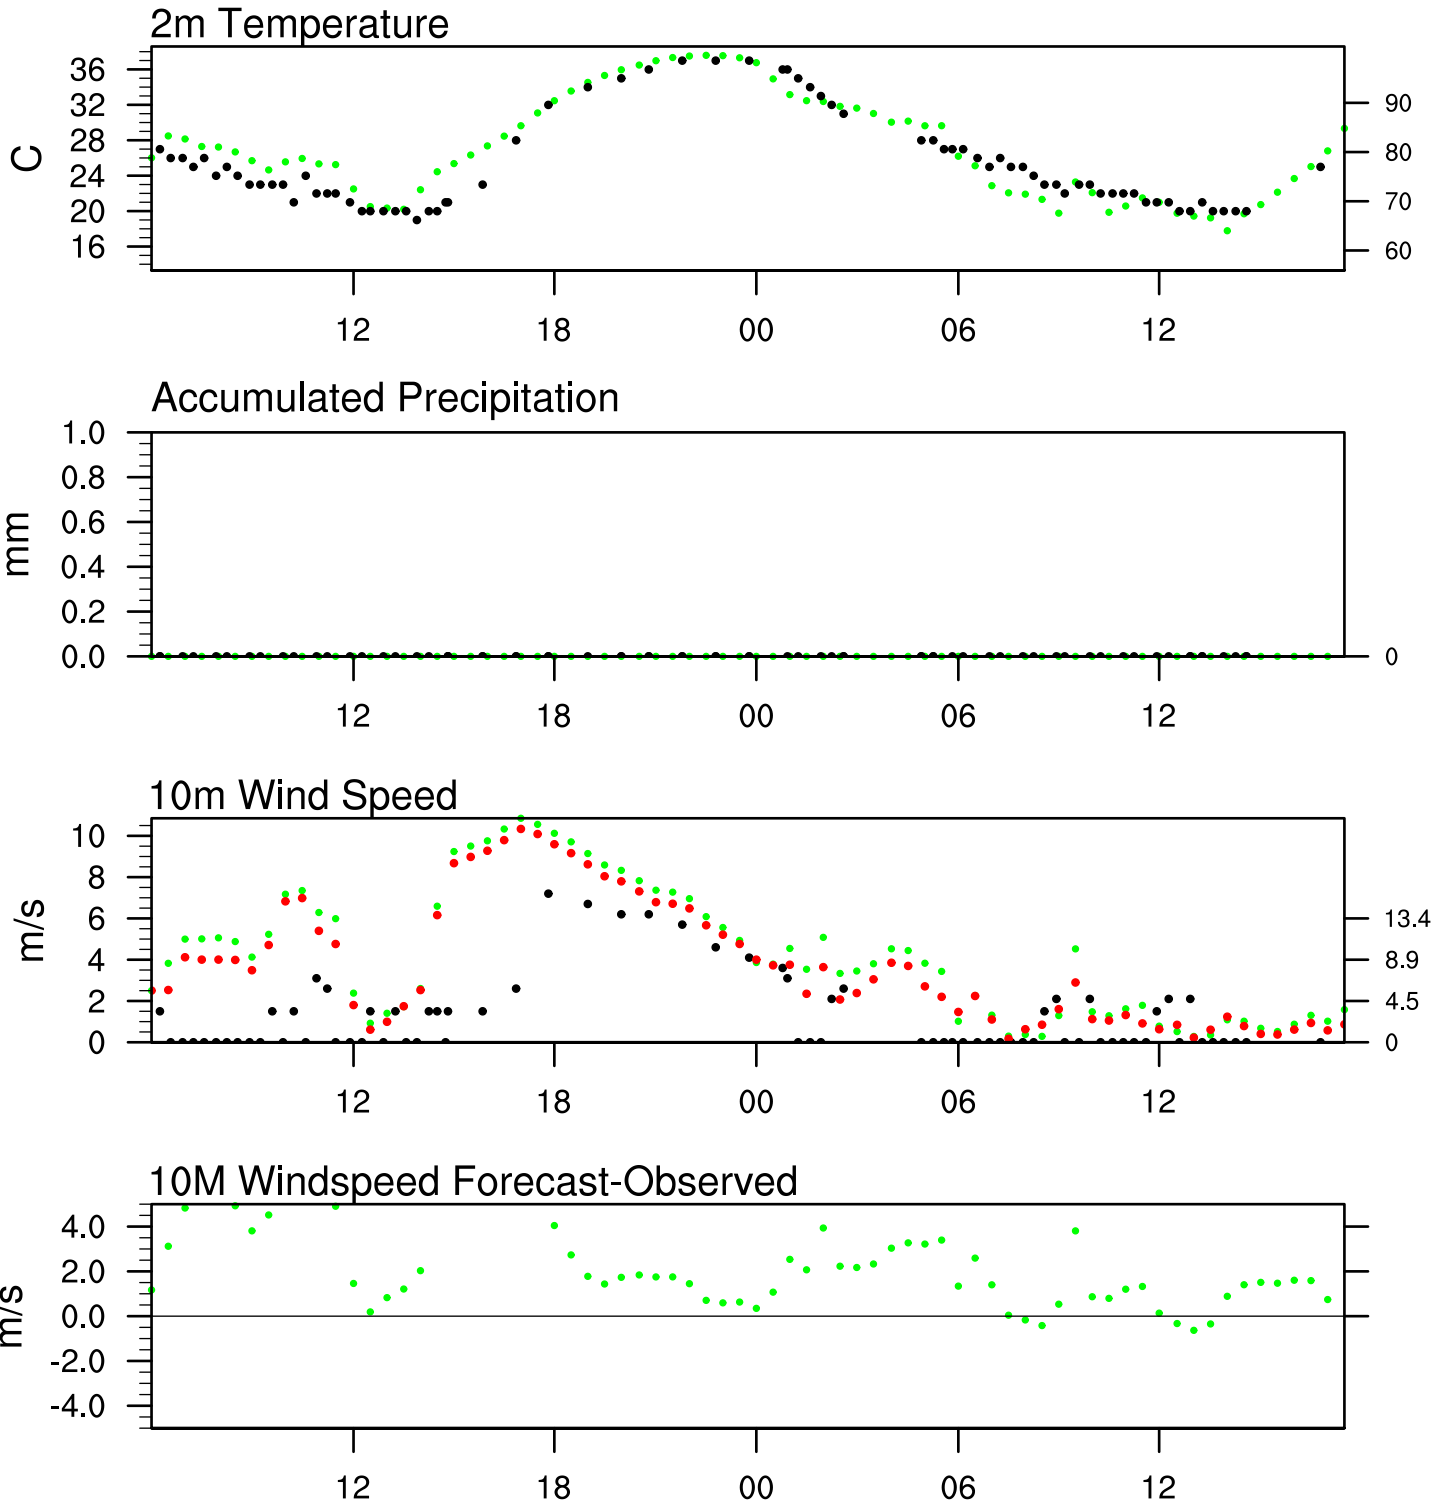 2m Temperature
36
32
28
24
20
16
C
90
80
70
60
12 18 00 06 12
Accumulated Precipitation
1.0
0.8
0.6
0.4
0.2
0.0
mm
0
12 18 00 06 12
10m Wind Speed
10
8
6
4
2
0
m/s
13.4
8.9
4.5
0
12 18 00 06 12
10M Windspeed Forecast-Observed
4.0
2.0
0.0
-2.0
-4.0
m/s
12 18 00 06 12